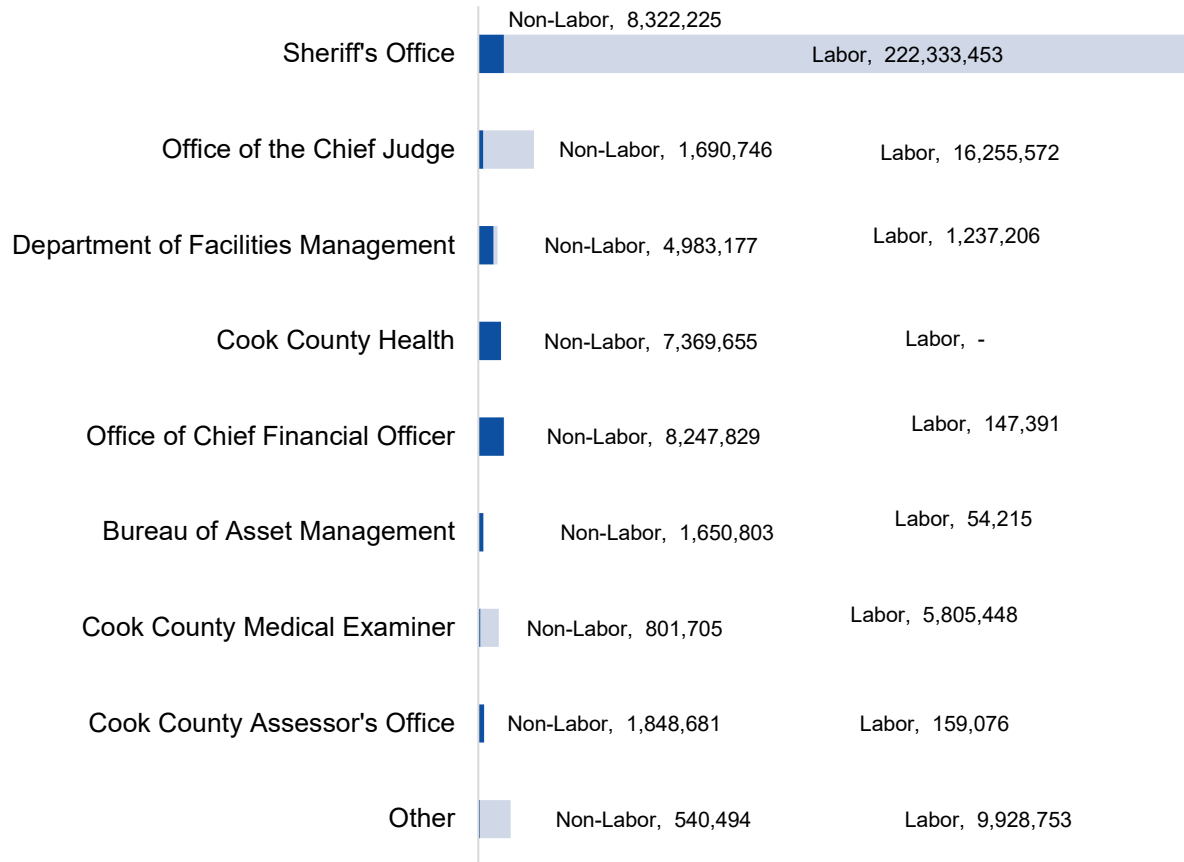 Non-Labor, 8,322,225
Sheriff's Office
Labor, 222,333,453
Office of the Chief Judge
Non-Labor, 1,690,746
Labor, 16,255,572
Department of Facilities Management
Non-Labor, 4,983,177
Labor, 1,237,206
Cook County Health
Non-Labor, 7,369,655
Labor, -
Office of Chief Financial Officer
Non-Labor, 8,247,829
Labor, 147,391
Bureau of Asset Management
Non-Labor, 1,650,803
Labor, 54,215
Cook County Medical Examiner
Non-Labor, 801,705
Labor, 5,805,448
Cook County Assessor's Office
Non-Labor, 1,848,681
Labor, 159,076
Other
Non-Labor, 540,494
Labor, 9,928,753